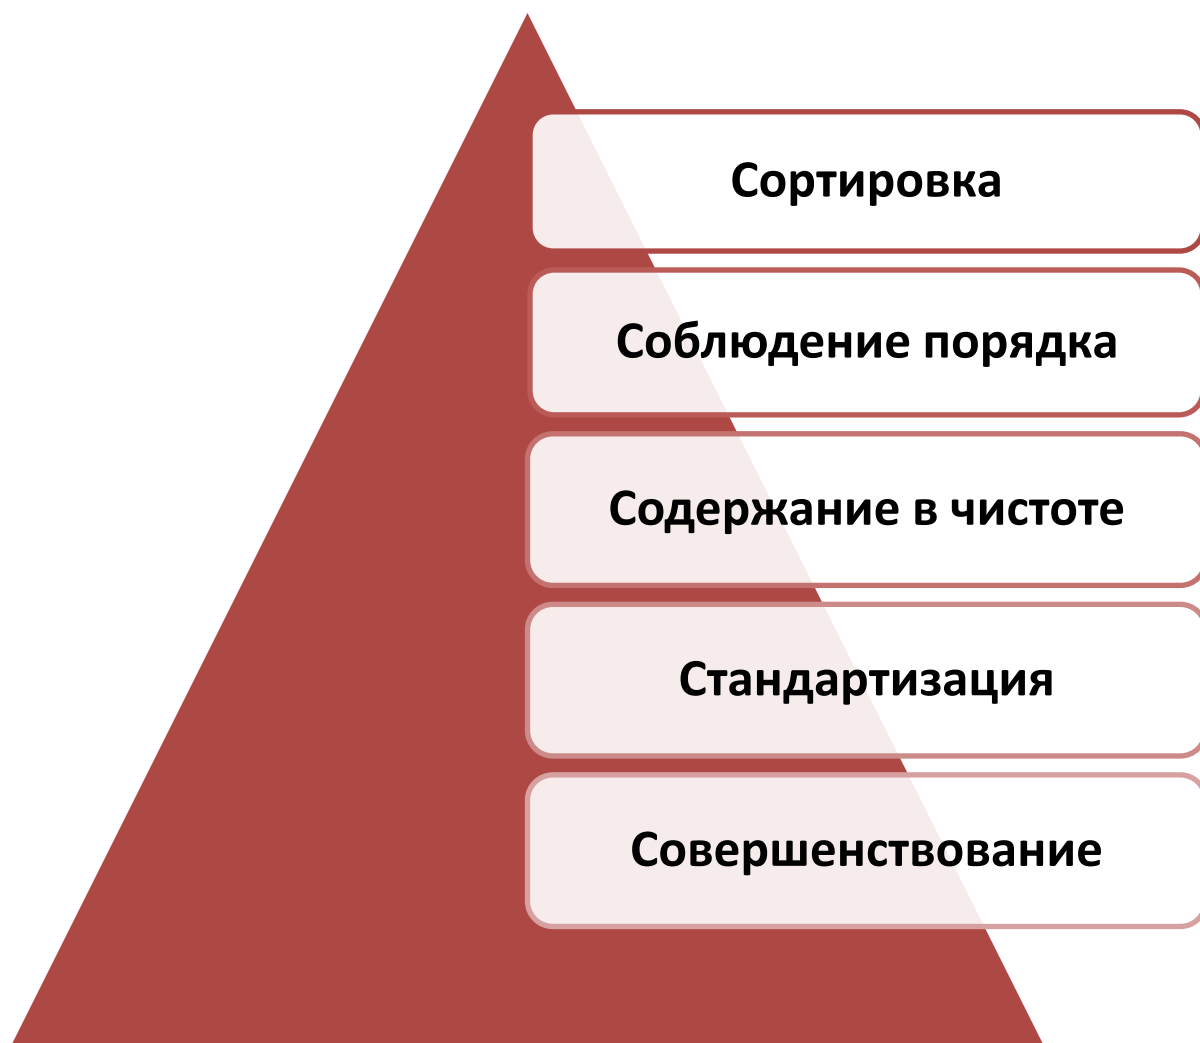 Сортировка
Соблюдение порядка
Содержание в чистоте
Стандартизация
Совершенствование